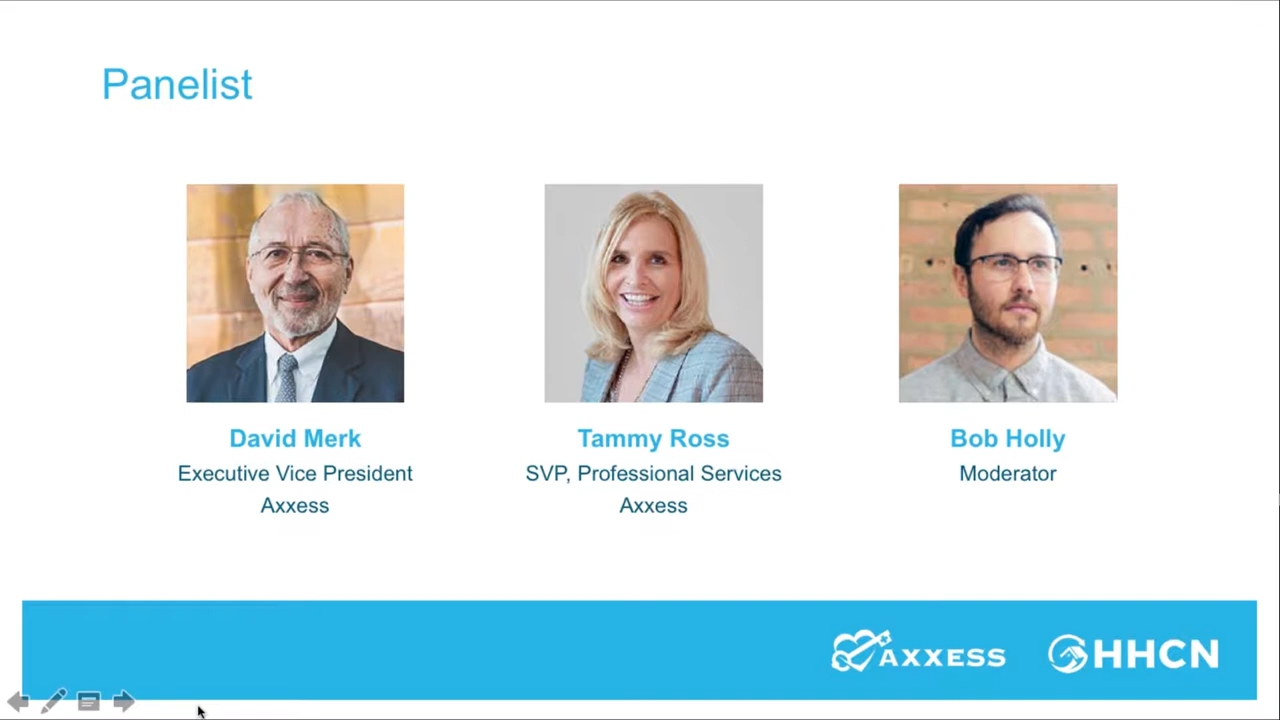 Panelist
David Merk
Executive Vice President
Axxess
Tammy Ross
SVP, Professional Services
Axxess
Bob Holly
Moderator
AXXESS
HHCN